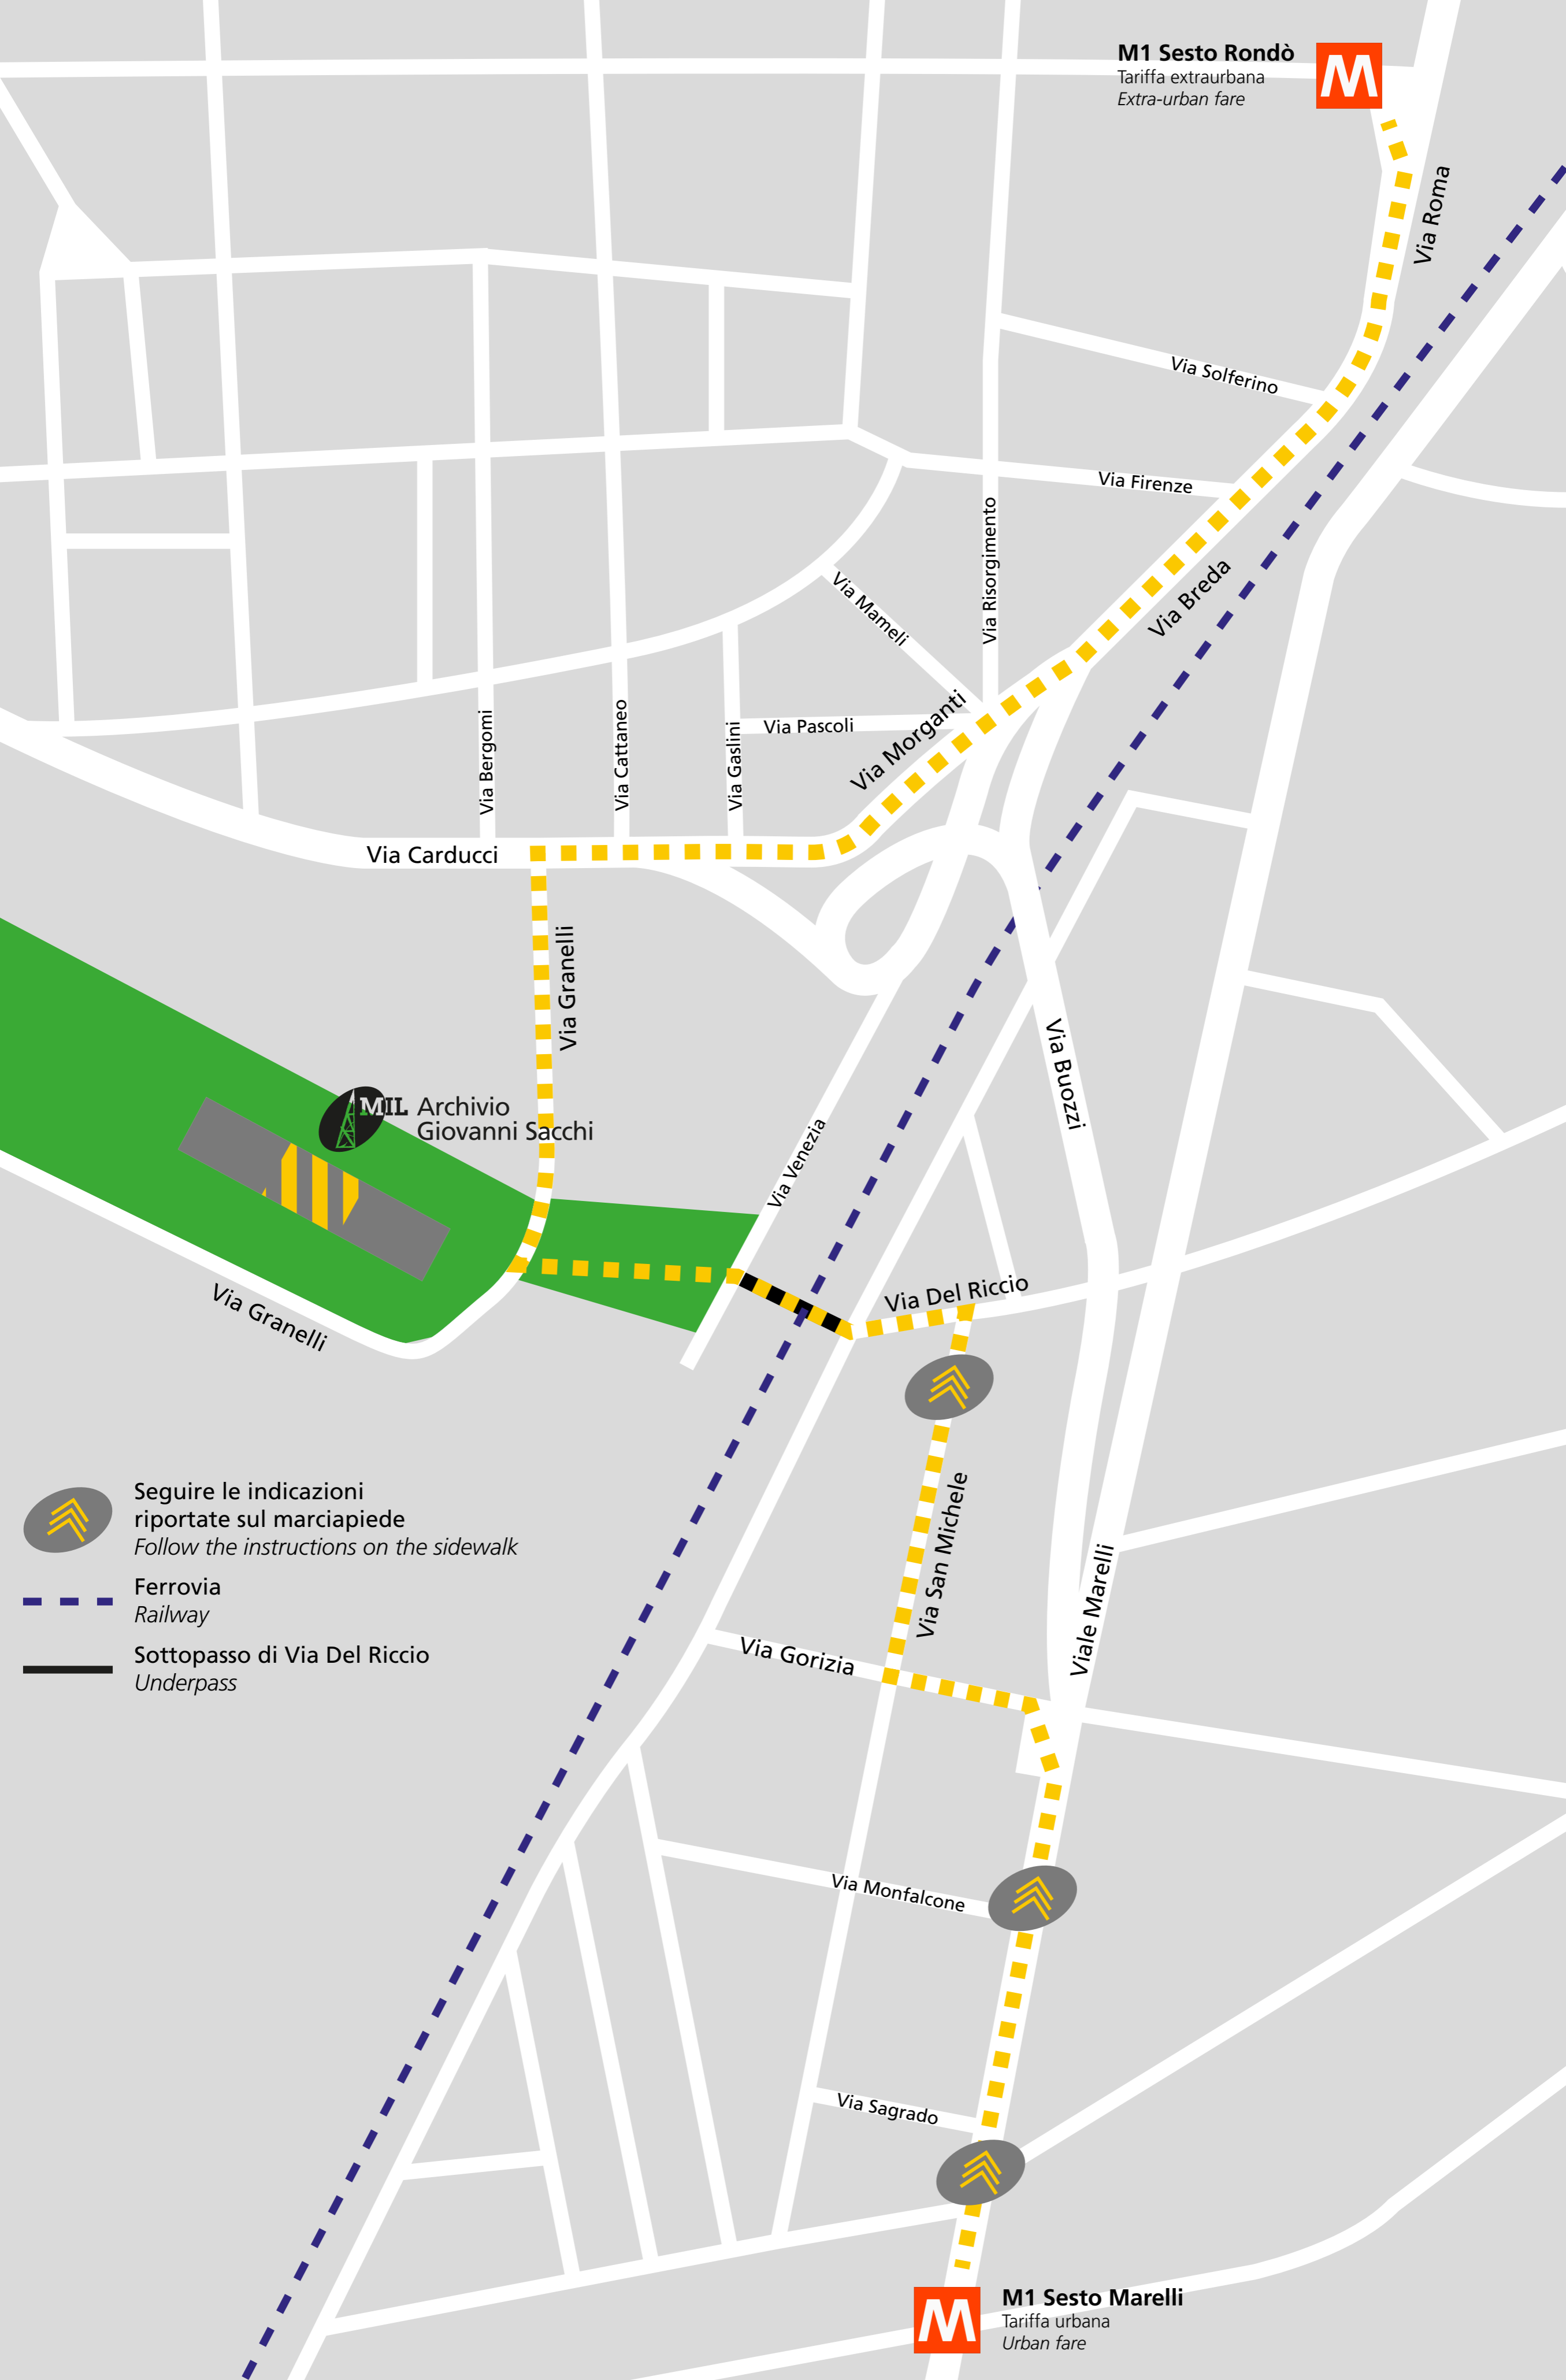 M1 Sesto Rondò
Tariffa extraurbana
Extra-urban fare
M
Via Roma
Via Solferino
Via Firenze
Via Risorgimento
Via Breda
Via Mameli
Via Morganti
Via Pascoli
Via Bergomi
Via Cattaneo
Via Gaslini
Via Carducci
Via Granelli
Via Buozzi
MIL Archivio
Giovanni Sacchi
Via Venezia
Via Granelli
Via Del Riccio
Seguire le indicazioni
riportate sul marciapiede
Follow the instructions on the sidewalk
Ferrovia
Railway
Sottopasso di Via Del Riccio
Underpass
Via San Michele
Viale Marelli
Via Gorizia
Via Monfalcone
Via Sagrado
M
M1 Sesto Marelli
Tariffa urbana
Urban fare